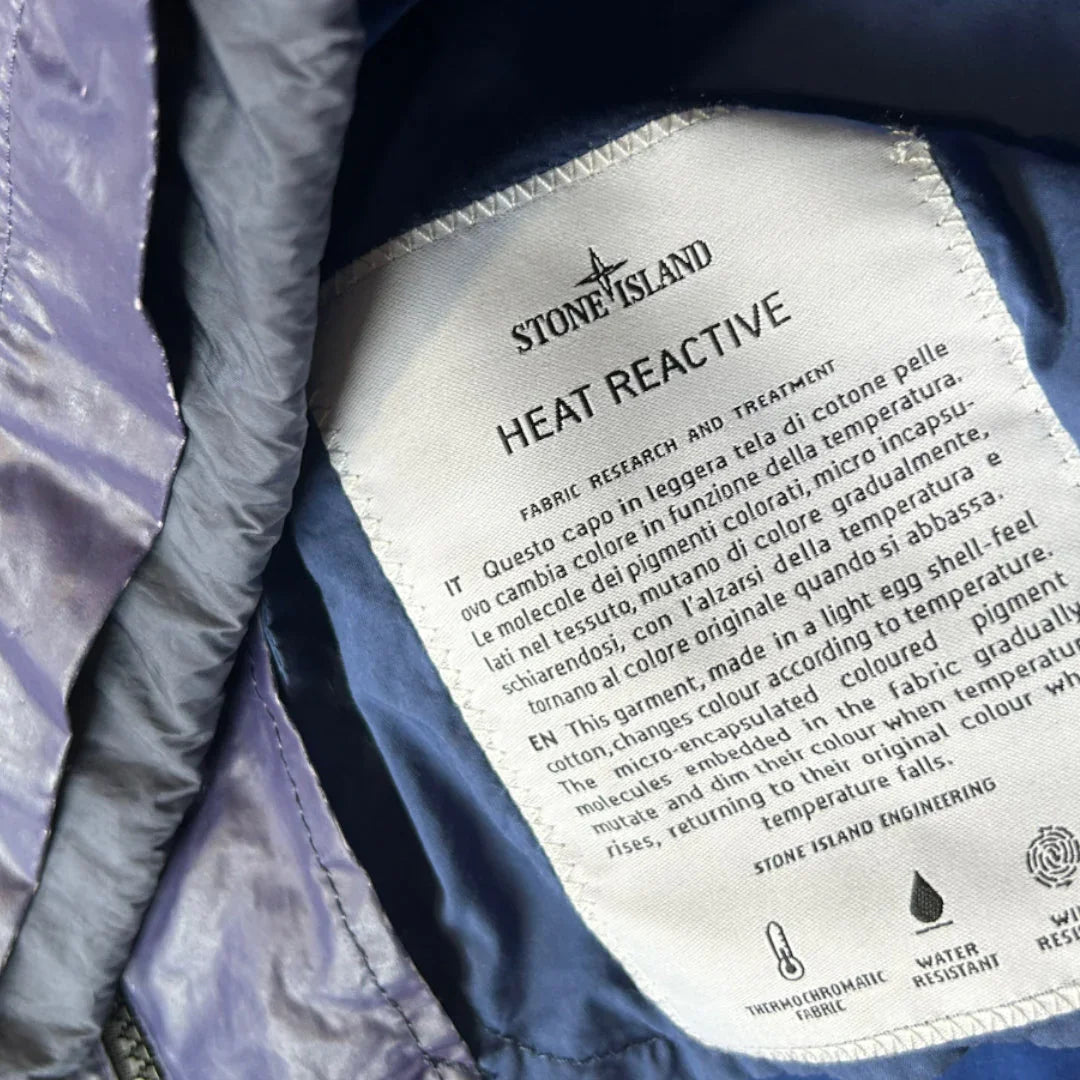 STONE ISLAND
HEAT REACTIVE
FABRIC RESEARCH AND TREATMENT
IT Questo capo in leggera tela di cotone pelle
ovo cambia colore in funzione della temperatura.
Le molecole dei pigmenti colorati, micro incapsu-
lati nel tessuto, mutano di colore gradualmente,
schiarendosi, con l'alzarsi della temperatura e
tornano al colore originale quando si abbassa.
EN This garment, made in a light egg shell-feel
cotton, changes colour according to temperature.
The micro-encapsulated coloured pigment
molecules embedded in the fabric gradually
mutate and dim their colour when
rises, returning to their original colour
temperature falls.
STONE ISLAND ENGINEERING
THERMOCHROMATIC
FABRIC
WATER
RESISTANT